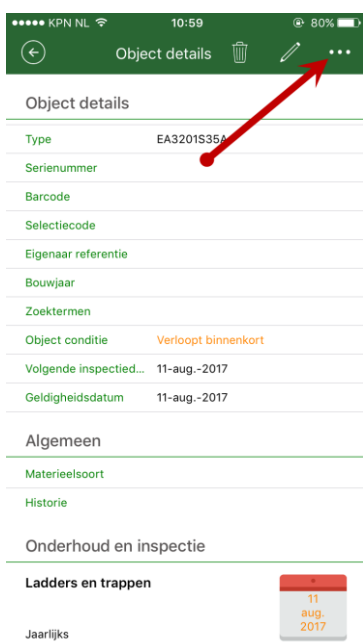 KPN NL 10:59 80%
Object details
Object details
Type EA3201S35A
Serienummer
Barcode
Selectiecode
Eigenaar referentie
Bouwjaar
Zoektermen
Object conditie Verloopt binnenkort
Volgende inspectied... 11-aug.-2017
Geldigheidsdatum 11-aug.-2017
Algemeen
Materieelsoort
Historie
Onderhoud en inspectie
Ladders en trappen
11
aug.
2017
Jaarlijks